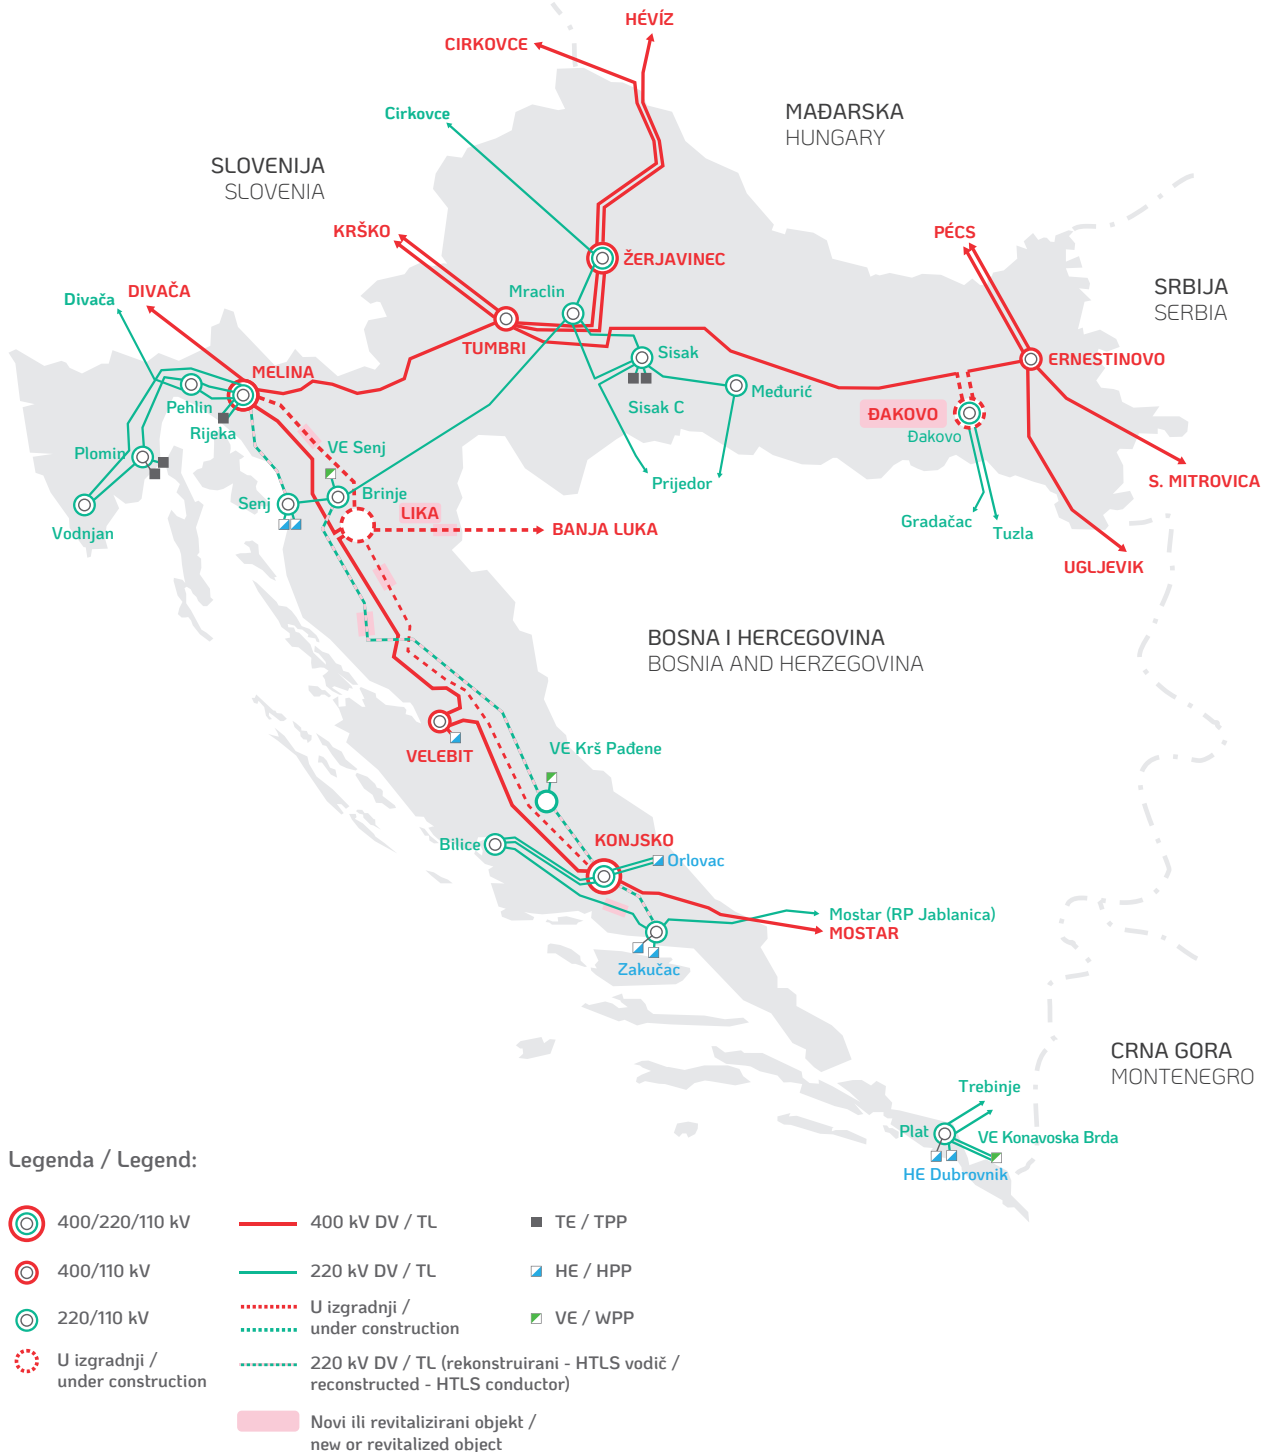 HÉVÍZ
CIRKOVCE
Cirkovce
MAĐARSKA
HUNGARY
SLOVENIJA
SLOVENIA
KRŠKO
PÉCS
ŽERJAVINEC
SRBIJA
SERBIA
Divača
DIVAČA
Mraclin
TUMBRI
Sisak
ERNESTINOVO
MELINA
Međurić
Pehlin
Sisak C
ĐAKOVO
Rijeka
Đakovo
VE Senj
Plomin
Prijedor
S. MITROVICA
Brinje
Senj
LIKA
Gradačac
Vodnjan
BANJA LUKA
Tuzla
UGLJEVIK
BOSNA I HERCEGOVINA
BOSNIA AND HERZEGOVINA
VE Krš Pađene
VELEBIT
KONJSKO
Bilice
Orlovac
Mostar (RP Jablanica)
MOSTAR
Zakučac
CRNA GORA
MONTENEGRO
Trebinje
Plat
VE Konavoska Brda
HE Dubrovnik
Legenda / Legend:
400/220/110 kV
400 kV DV / TL
TE / TPP
400/110 kV
220 kV DV / TL
HE / HPP
220/110 kV
U izgradnji /
under construction
VE / WPP
U izgradnji /
under construction
220 kV DV / TL (rekonstruirani - HTLS vodič /
reconstructed - HTLS conductor)
Novi ili revitalizirani objekt /
new or revitalized object